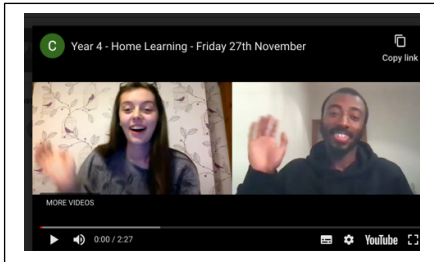 C
Year 4 - Home Learning - Friday 27th November
Copy link
MORE VIDEOS
0:00 / 2:27
YouTube